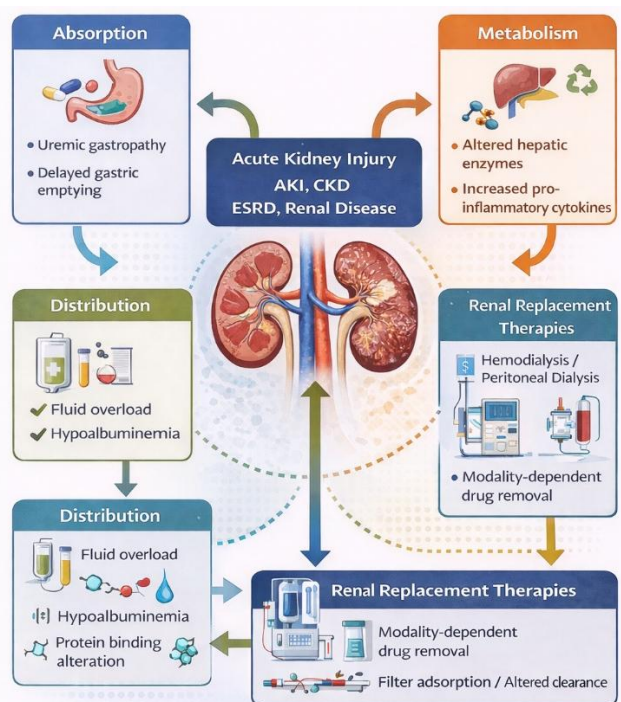 Absorption
• Uremic gastropathy
• Delayed gastric
emptying
Acute Kidney Injury
AKI, CKD
ESRD, Renal Disease
Metabolism
• Altered hepatic
enzymes
• Increased pro-
inflammatory cytokines
Distribution
✓ Fluid overload
✓ Hypoalbuminemia
Renal Replacement
Therapies
Hemodialysis /
Peritoneal Dialysis
• Modality-dependent
drug removal
Distribution
Fluid overload
Hypoalbuminemia
Protein binding
alteration
Renal Replacement Therapies
Modality-dependent
drug removal
Filter adsorption / Altered clearance